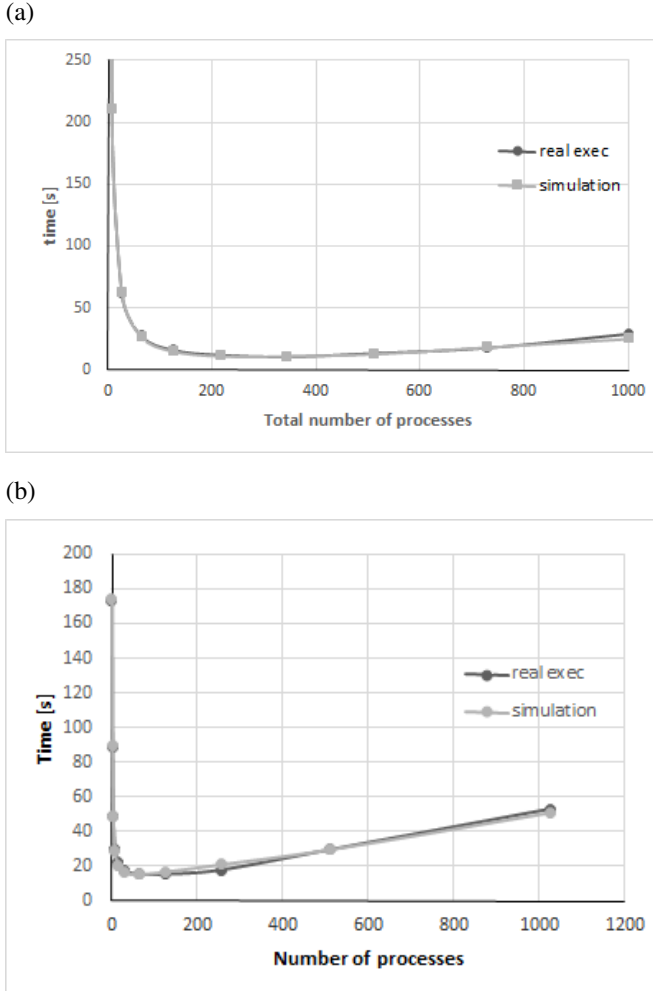 (a)
250
200
150
100
50
0
time [s]
real exec
simulation
0 200 400 600 800 1000
Total number of processes
(b)
200
180
160
140
120
100
80
60
40
20
0
Time [s]
real exec
simulation
0 200 400 600 800 1000 1200
Number of processes